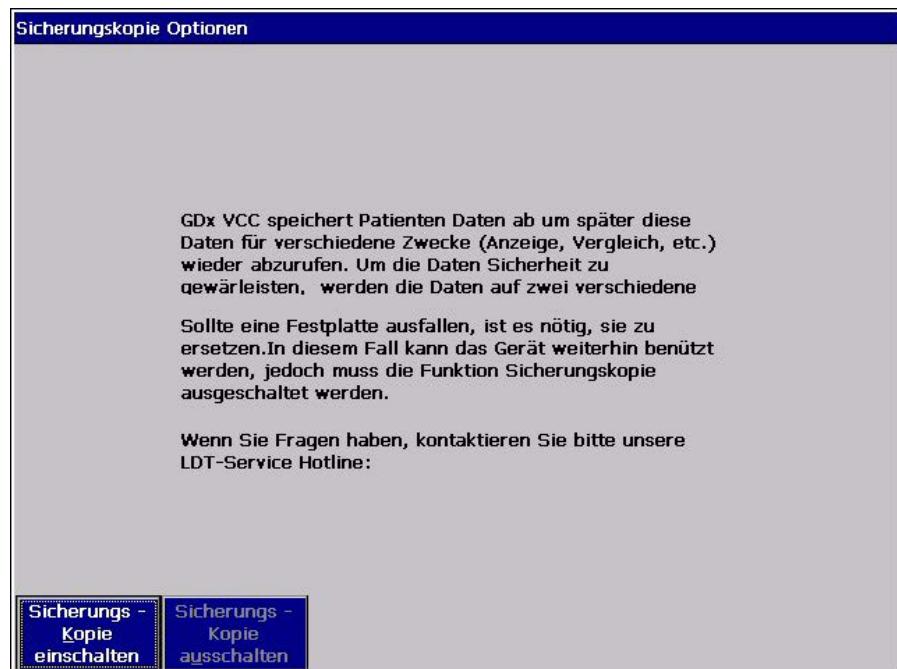 Sicherungskopie Optionen
GDx VCC speichert Patienten Daten ab um später diese
Daten für verschiedene Zwecke (Anzeige, Vergleich, etc.)
wieder abzurufen. Um die Daten Sicherheit zu
gewärleisten, werden die Daten auf zwei verschiedene
Sollte eine Festplatte ausfallen, ist es nötig, sie zu
ersetzen.In diesem Fall kann das Gerät weiterhin benützt
werden, jedoch muss die Funktion Sicherungskopie
ausgeschaltet werden.
Wenn Sie Fragen haben, kontaktieren Sie bitte unsere
LDT-Service Hotline:
Sicherungs -
Kopie
einschalten
Sicherungs -
Kopie
ausschalten